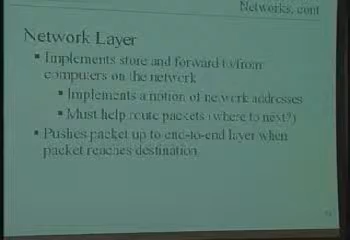 Networks, cont
Network Layer
Implements store and forward to/from
computers on the network
Implements a notion of network addresses
Must help route packets (where to next?)
Pushes packet up to end-to-end layer when
packet reaches destination